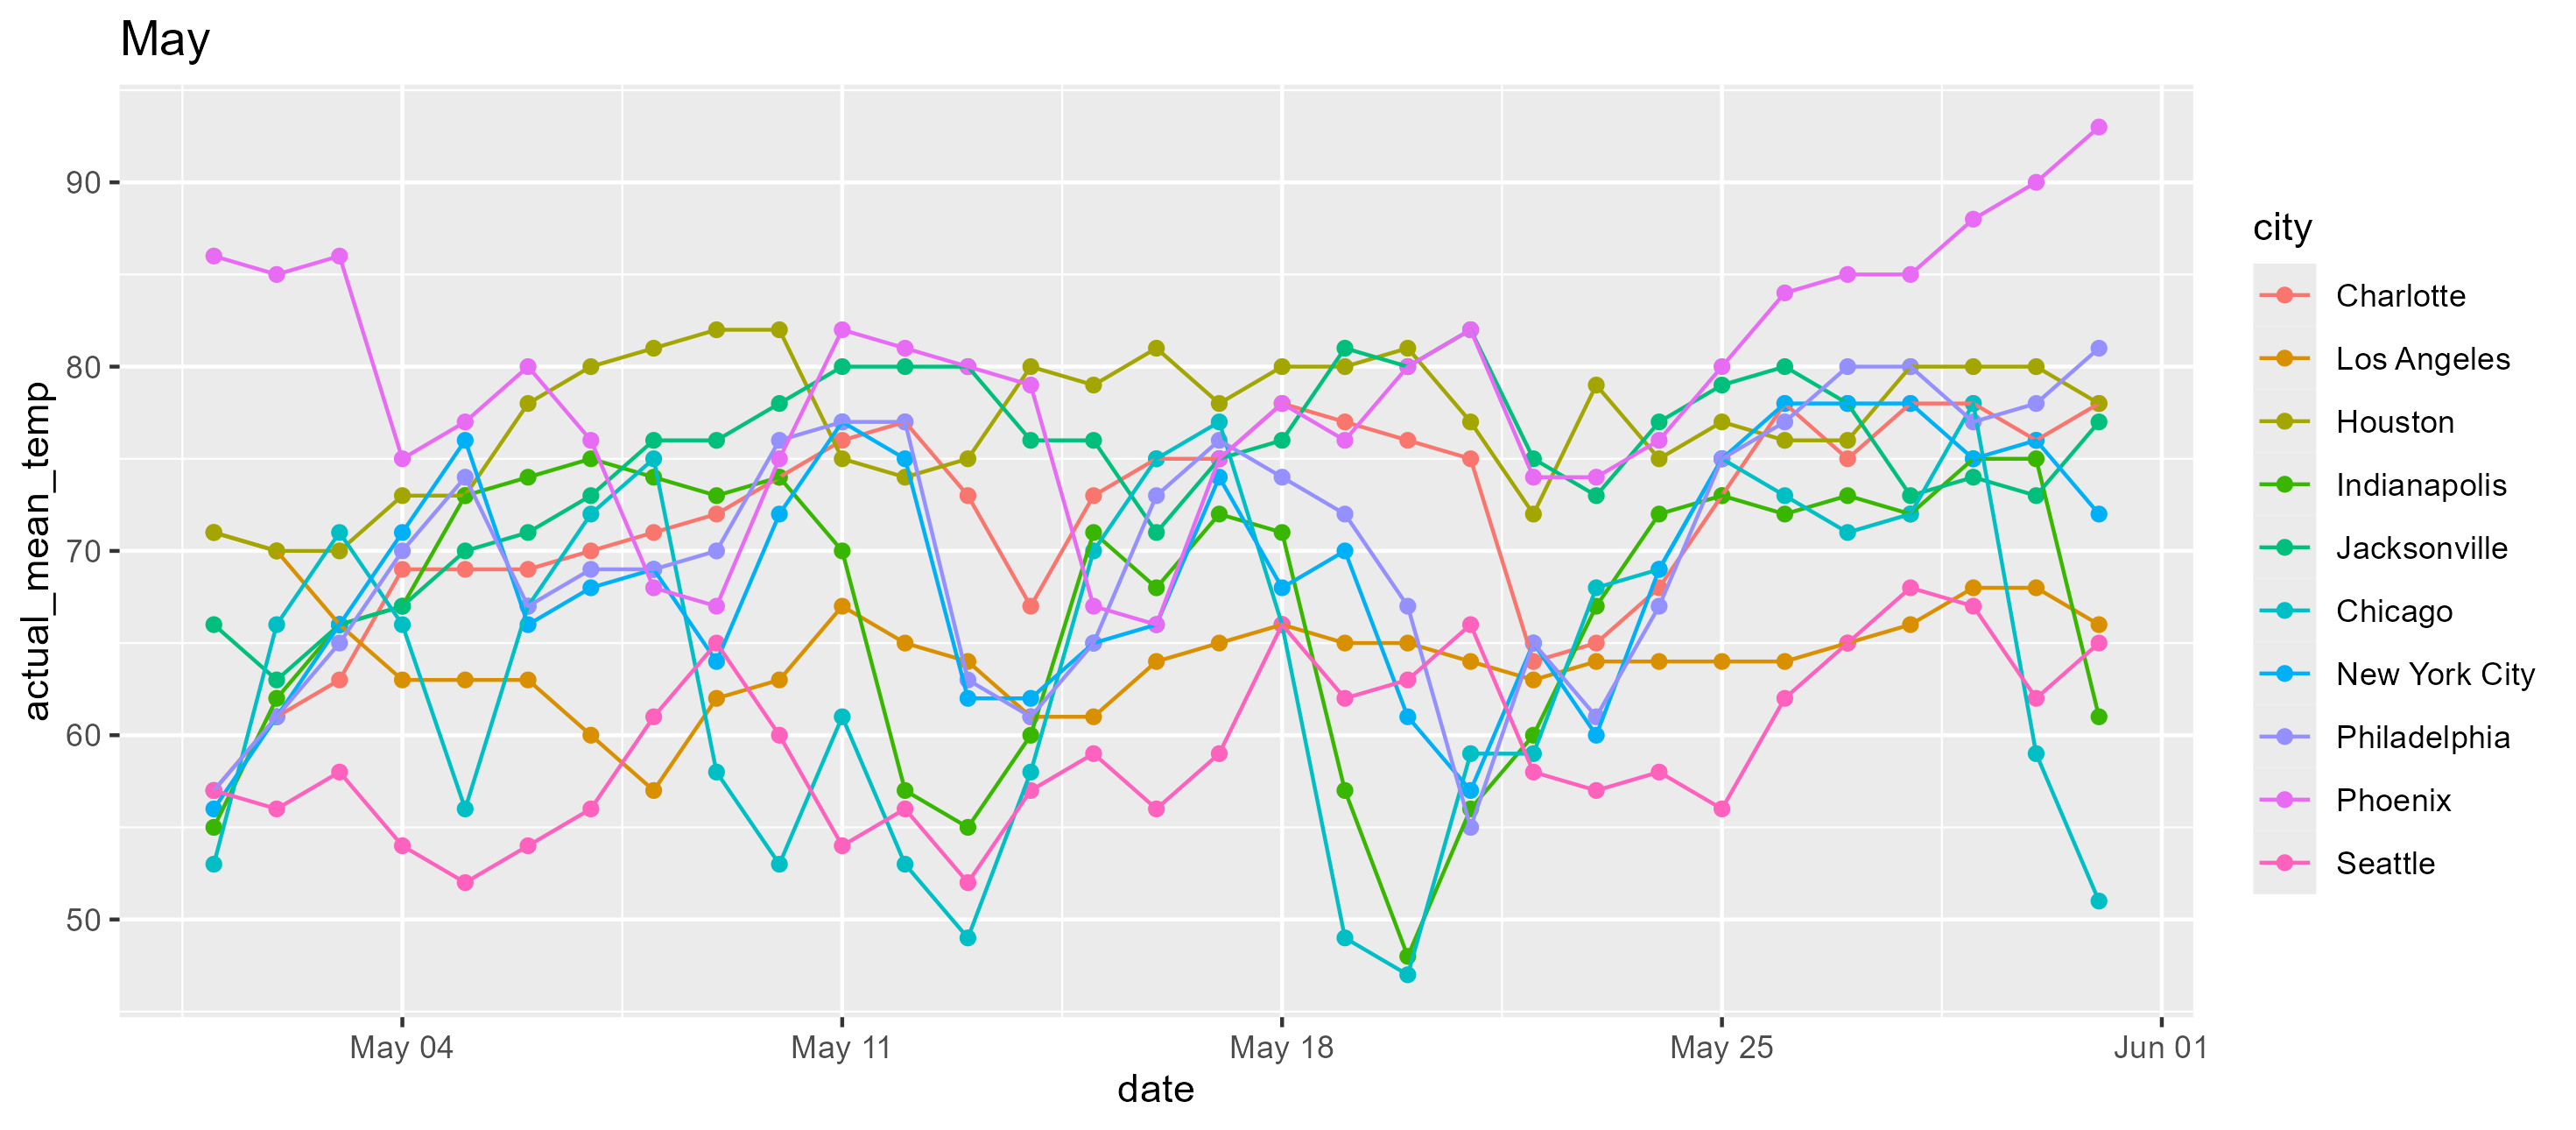 May
actual_mean_temp
90
80
70
60
50
May 04
May 11
May 18
May 25
Jun 01
date
city
Charlotte
Los Angeles
Houston
Indianapolis
Jacksonville
Chicago
New York City
Philadelphia
Phoenix
Seattle